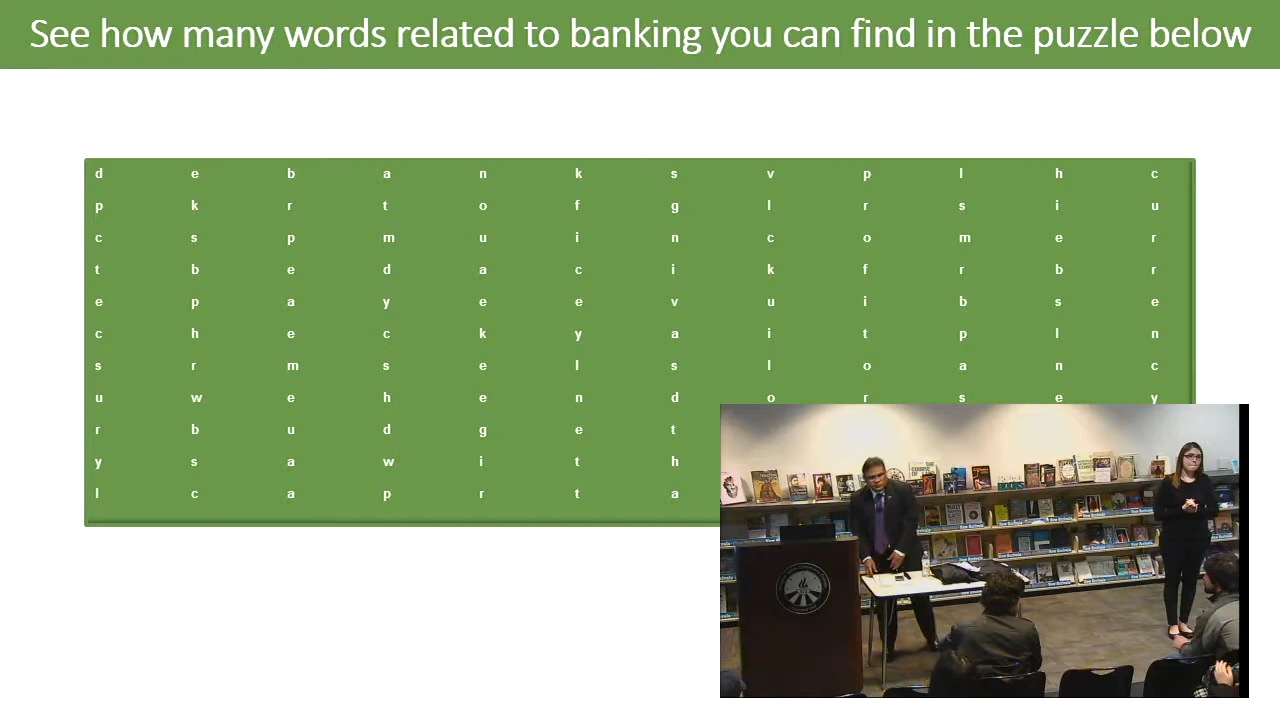 See how many words related to banking you can find in the puzzle below
d e b a n k s v p l h c
p k r t o f g l r s i u
c s p m u i n c o m e r
t b e d a c i k f r b r
e p a y e e v u i b s e
c h e c k y a i t p l n
s r m s e l s l o a n c
u w e h e n d o r s e y
r b u d g e t
y s a w i t h
l c a p r t a